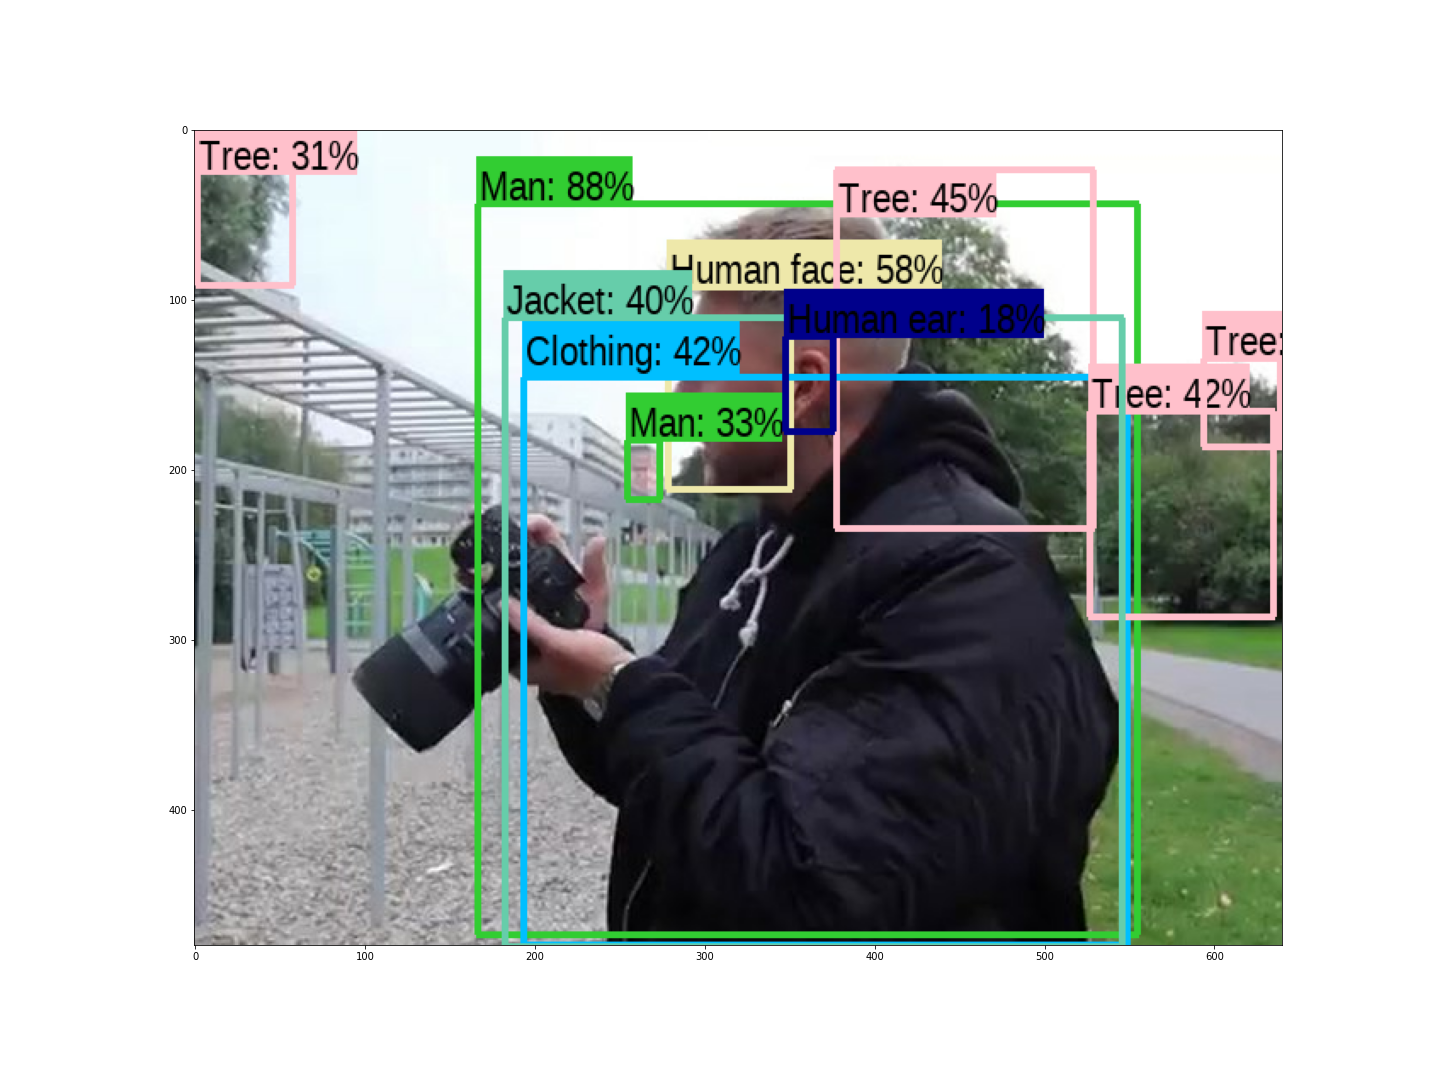 0
Tree: 31%
Man: 88%
Tree: 45%
Human face: 58%
Jacket: 40%
100
Human ear: 18%
Clothing: 42%
Tree:
Tree: 42%
Man: 33%
200
300
400
0
100
200
300
400
500
600